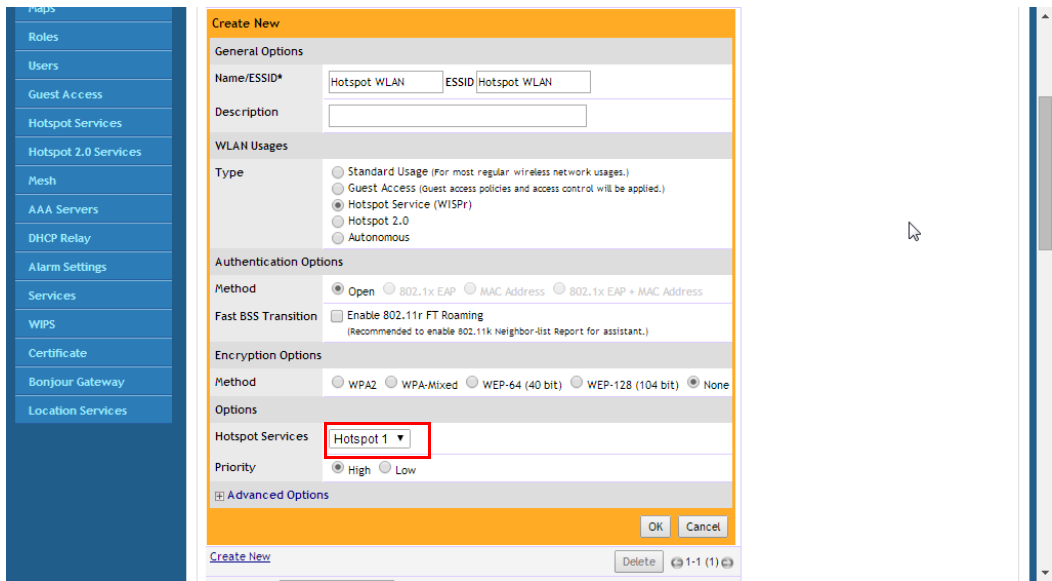 Maps
Roles
Users
Guest Access
Hotspot Services
Hotspot 2.0 Services
Mesh
AAA Servers
DHCP Relay
Alarm Settings
Services
WIPS
Certificate
Bonjour Gateway
Location Services
Create New
General Options
Name/ESSID* Hotspot WLAN ESSID Hotspot WLAN
Description
WLAN Usages
Type Standard Usage (For most regular wireless network usages.)
Guest Access (Guest access policies and access control will be applied.)
Hotspot Service (WISPr)
Hotspot 2.0
Autonomous
Authentication Options
Method Open 802.1x EAP MAC Address 802.1x EAP + MAC Address
Fast BSS Transition Enable 802.11r FT Roaming
(Recommended to enable 802.11k Neighbor-list Report for assistant.)
Encryption Options
Method WPA2 WPA-Mixed WEP-64 (40 bit) WEP-128 (104 bit) None
Options
Hotspot Services Hotspot 1
Priority High Low
Advanced Options
OK Cancel
Create New Delete 1-1 (1)